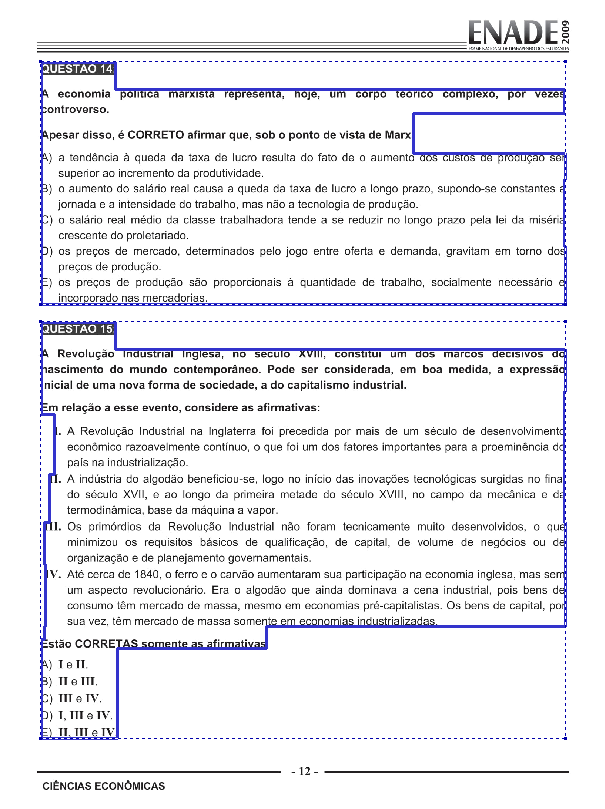 ENADE 2009
EXAME NACIONAL DE DESEMPENHO DOS ESTUDANTES
QUESTÃO 14
A economia política marxista representa, hoje, um corpo teórico complexo, por vezes
controverso.
Apesar disso, é CORRETO afirmar que, sob o ponto de vista de Marx
A) a tendência à queda da taxa de lucro resulta do fato de o aumento dos custos de produção ser
superior ao incremento da produtividade.
B) o aumento do salário real causa a queda da taxa de lucro a longo prazo, supondo-se constantes a
jornada e a intensidade do trabalho, mas não a tecnologia de produção.
C) o salário real médio da classe trabalhadora tende a se reduzir no longo prazo pela lei da miséria
crescente do proletariado.
D) os preços de mercado, determinados pelo jogo entre oferta e demanda, gravitam em torno dos
preços de produção.
E) os preços de produção são proporcionais à quantidade de trabalho, socialmente necessário e
incorporado nas mercadorias.
QUESTÃO 15
A Revolução Industrial Inglesa, no século XVIII, constitui um dos marcos decisivos do
nascimento do mundo contemporâneo. Pode ser considerada, em boa medida, a expressão
inicial de uma nova forma de sociedade, a do capitalismo industrial.
Em relação a esse evento, considere as afirmativas:
I. A Revolução Industrial na Inglaterra foi precedida por mais de um século de desenvolvimento
econômico razoavelmente contínuo, o que foi um dos fatores importantes para a proeminência do
país na industrialização.
II. A indústria do algodão beneficiou-se, logo no início das inovações tecnológicas surgidas no final
do século XVII, e ao longo da primeira metade do século XVIII, no campo da mecânica e da
termodinâmica, base da máquina a vapor.
III. Os primórdios da Revolução Industrial não foram tecnicamente muito desenvolvidos, o que
minimizou os requisitos básicos de qualificação, de capital, de volume de negócios ou de
organização e de planejamento governamentais.
IV. Até cerca de 1840, o ferro e o carvão aumentaram sua participação na economia inglesa, mas sem
um aspecto revolucionário. Era o algodão que ainda dominava a cena industrial, pois bens de
consumo têm mercado de massa, mesmo em economias pré-capitalistas. Os bens de capital, por
sua vez, têm mercado de massa somente em economias industrializadas.
Estão CORRETAS somente as afirmativas
A) I e II.
B) II e III.
C) III e IV.
D) I, III e IV.
E) II, III e IV
- 12 -
CIÊNCIAS ECONÔMICAS